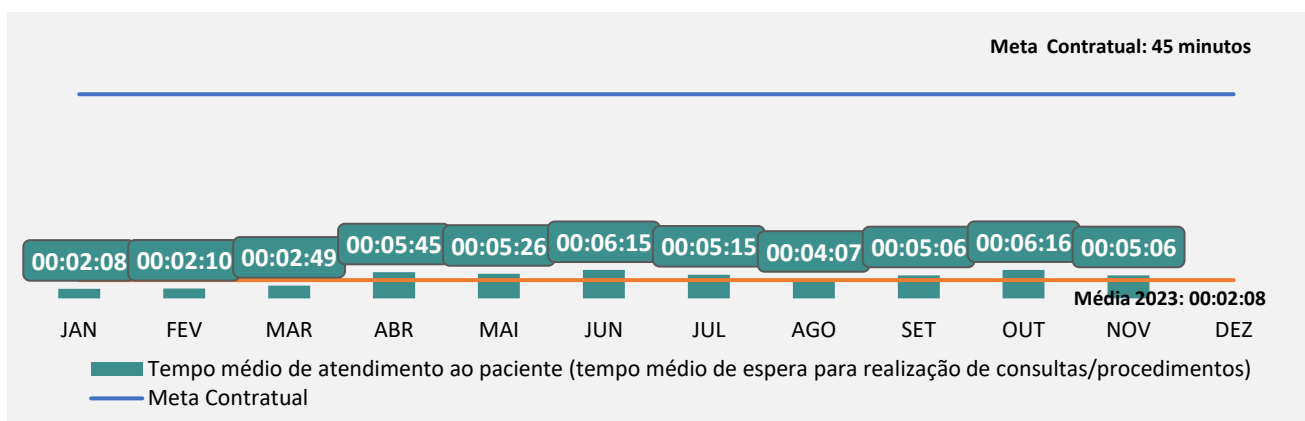 Meta Contratual: 45 minutos
00:02:08 00:02:10 00:02:49 00:05:45 00:05:26 00:06:15 00:05:15 00:04:07 00:05:06 00:06:16 00:05:06
Média 2023: 00:02:08
JAN FEV MAR ABR MAI JUN JUL AGO SET OUT NOV DEZ
Tempo médio de atendimento ao paciente (tempo médio de espera para realização de consultas/procedimentos)
Meta Contratual